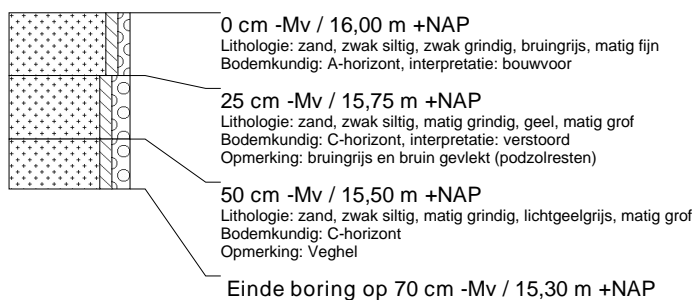 0 cm -Mv / 16,00 m +NAP
Lithologie: zand, zwak siltig, zwak grindig, bruingrijs, matig fijn
Bodemkundig: A-horizont, interpretatie: bouwvoor
25 cm -Mv / 15,75 m +NAP
Lithologie: zand, zwak siltig, matig grindig, geel, matig grof
Bodemkundig: C-horizont, interpretatie: verstoord
Opmerking: bruingrijs en bruin gevlekt (podzolresten)
50 cm -Mv / 15,50 m +NAP
Lithologie: zand, zwak siltig, matig grindig, lichtgeelgrijs, matig grof
Bodemkundig: C-horizont
Opmerking: Veghel
Einde boring op 70 cm -Mv / 15,30 m +NAP